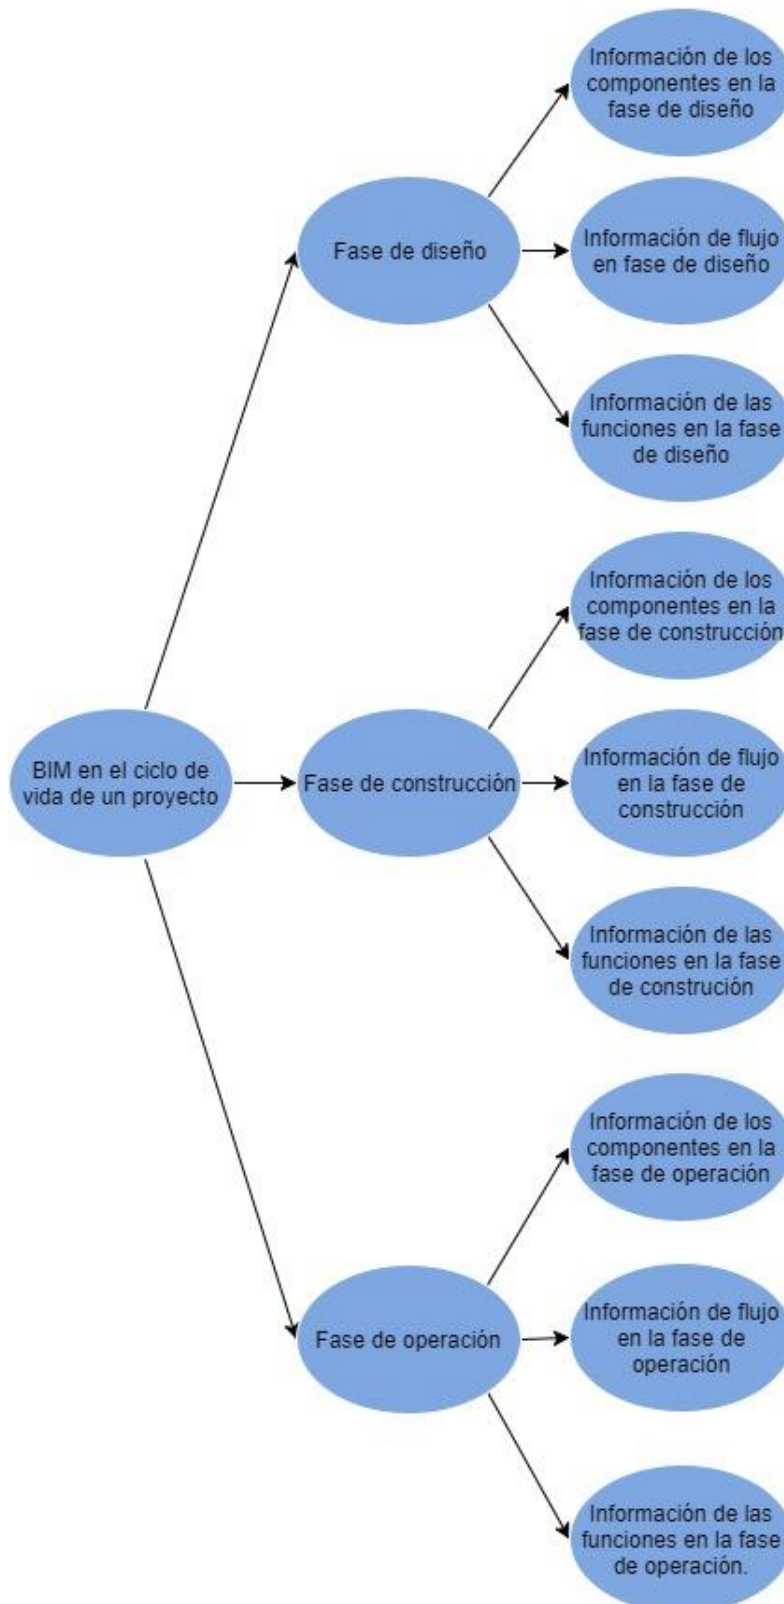 Información de los
componentes en la
fase de diseño
Fase de diseño
Información de flujo
en fase de diseño
Información de las
funciones en la fase
de diseño
Información de los
componentes en la
fase de construcción
BIM en el ciclo de
vida de un proyecto
Fase de construcción
Información de flujo
en la fase de
construcción
Información de las
funciones en la fase
de construción
Información de los
componentes en la
fase de operación
Fase de operación
Información de flujo
en la fase de
operación
Información de las
funciones en la fase
de operación.